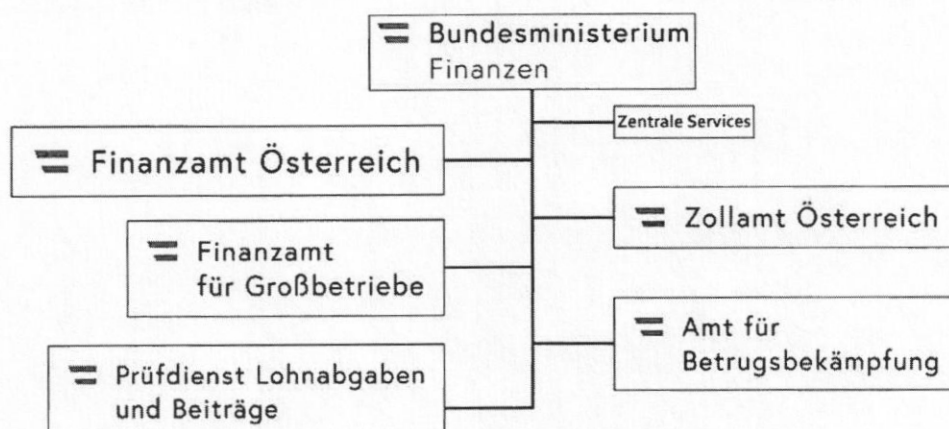 Bundesministerium
Finanzen
Zentrale Services
Finanzamt Österreich
Zollamt Österreich
Finanzamt
für Großbetriebe
Amt für
Betrugsbekämpfung
Prüfdienst Lohnabgaben
und Beiträge